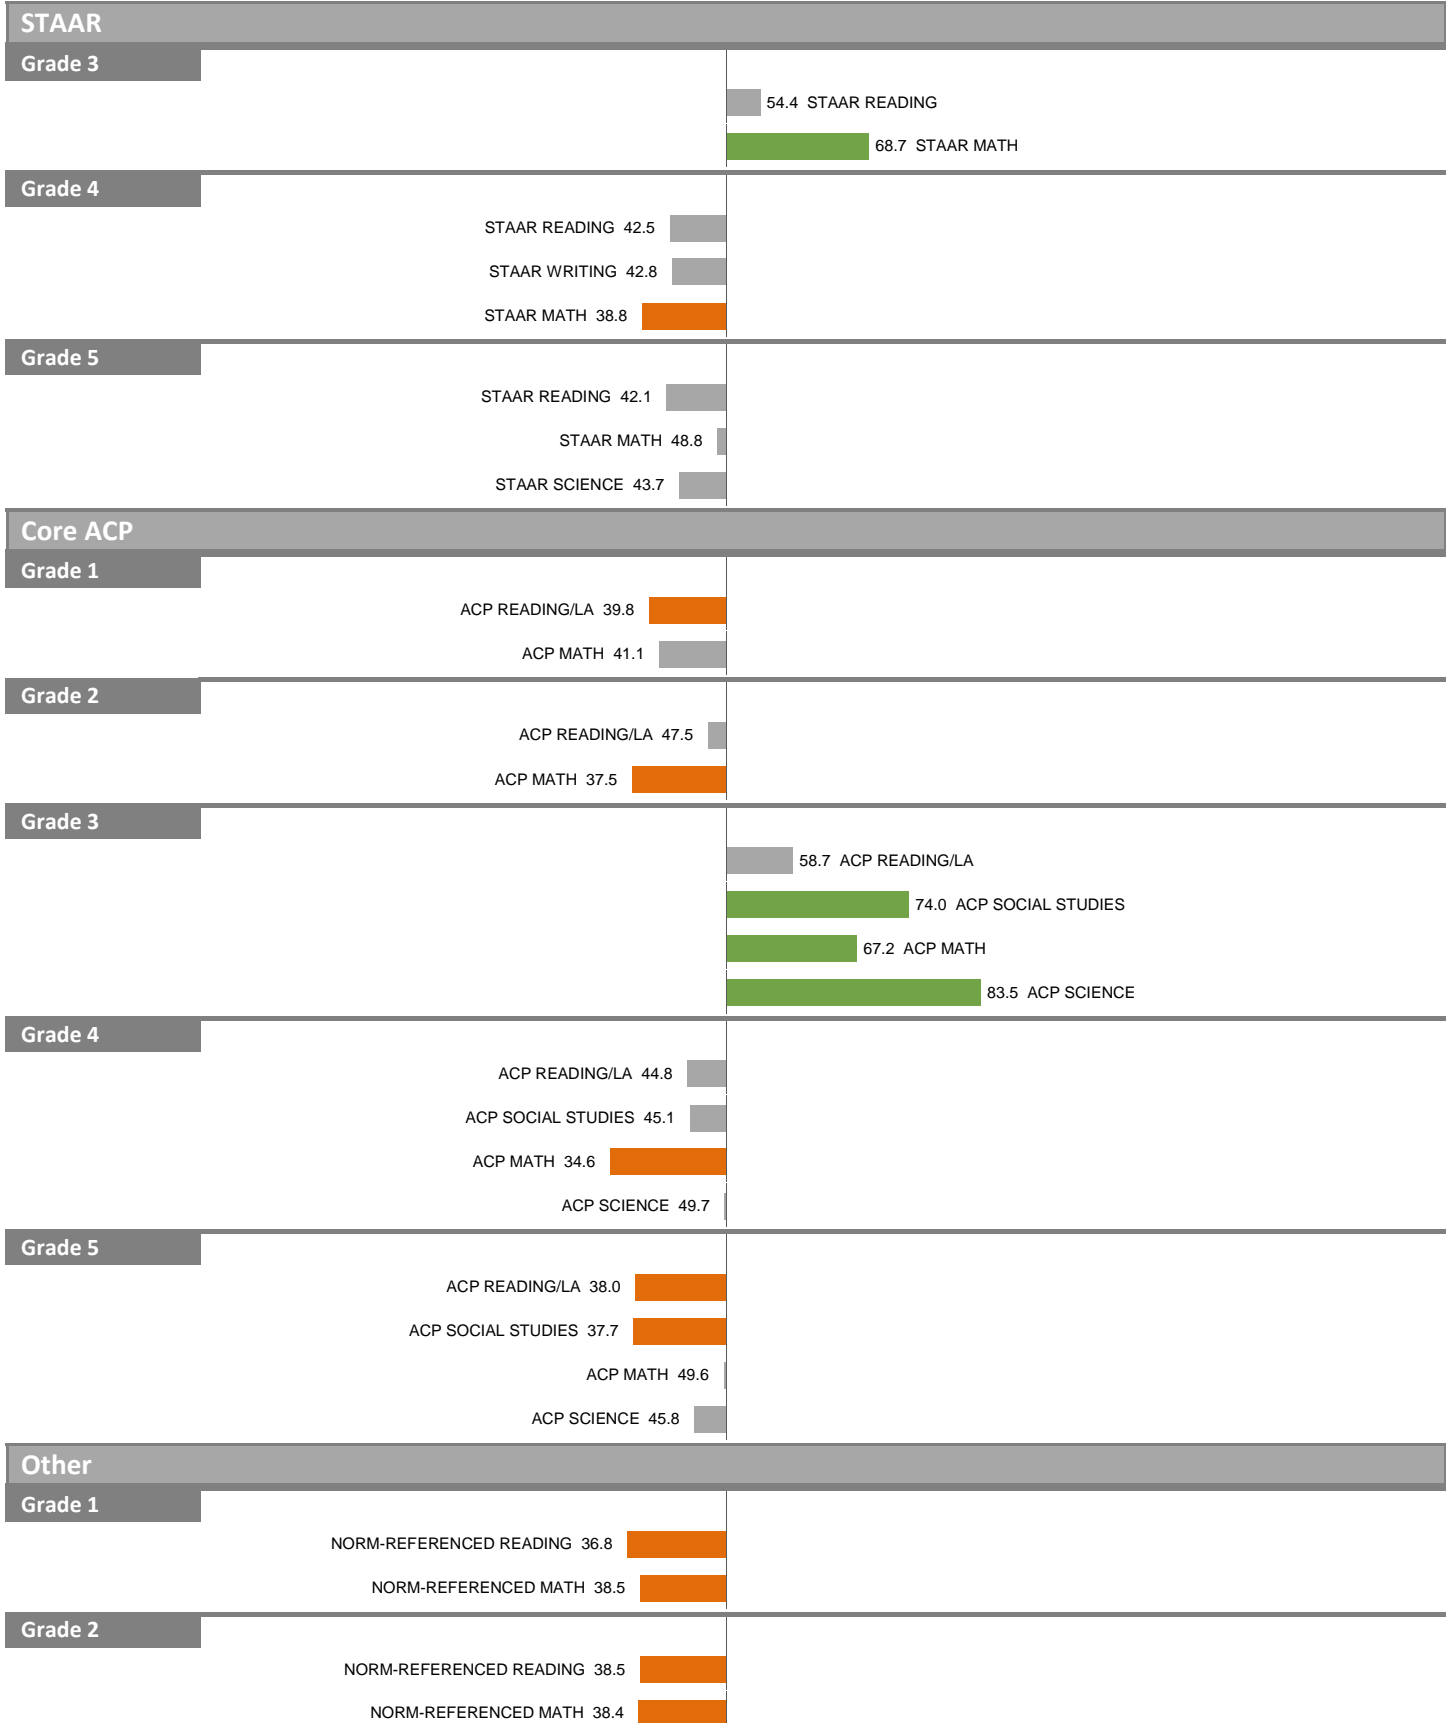 STAAR
Grade 3
54.4 STAAR READING
68.7 STAAR MATH
Grade 4
STAAR READING 42.5
STAAR WRITING 42.8
STAAR MATH 38.8
Grade 5
STAAR READING 42.1
STAAR MATH 48.8
STAAR SCIENCE 43.7
Core ACP
Grade 1
ACP READING/LA 39.8
ACP MATH 41.1
Grade 2
ACP READING/LA 47.5
ACP MATH 37.5
Grade 3
58.7 ACP READING/LA
74.0 ACP SOCIAL STUDIES
67.2 ACP MATH
83.5 ACP SCIENCE
Grade 4
ACP READING/LA 44.8
ACP SOCIAL STUDIES 45.1
ACP MATH 34.6
ACP SCIENCE 49.7
Grade 5
ACP READING/LA 38.0
ACP SOCIAL STUDIES 37.7
ACP MATH 49.6
ACP SCIENCE 45.8
Other
Grade 1
NORM-REFERENCED READING 36.8
NORM-REFERENCED MATH 38.5
Grade 2
NORM-REFERENCED READING 38.5
NORM-REFERENCED MATH 38.4